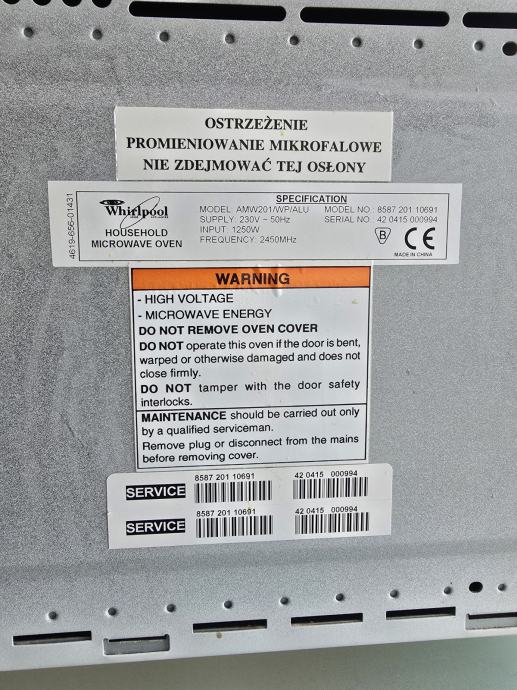 OSTRZEŻENIE
PROMIENIOWANIE MIKROFALOWE
NIE ZDEJMOWAĆ TEJ OSŁONY
4619-656-01431
Whirlpool
HOUSEHOLD
MICROWAVE OVEN
SPECIFICATION
MODEL: AMW201/WP/ALU MODEL NO : 8587 201 10691
SUPPLY: 230V ~ 50Hz SERIAL NO 42 0415 000994
INPUT: 1250W
FREQUENCY: 2450MHz
B CE
MADE IN CHINA
WARNING
- HIGH VOLTAGE
- MICROWAVE ENERGY
DO NOT REMOVE OVEN COVER
DO NOT operate this oven if the door is bent,
warped or otherwise damaged and does not
close firmly.
DO NOT tamper with the door safety
interlocks.
MAINTENANCE should be carried out only
by a qualified serviceman.
Remove plug or disconnect from the mains
before removing cover.
SERVICE 8587 201 10691 42 0415 000994
SERVICE 8587 201 10691 42 0415 000994